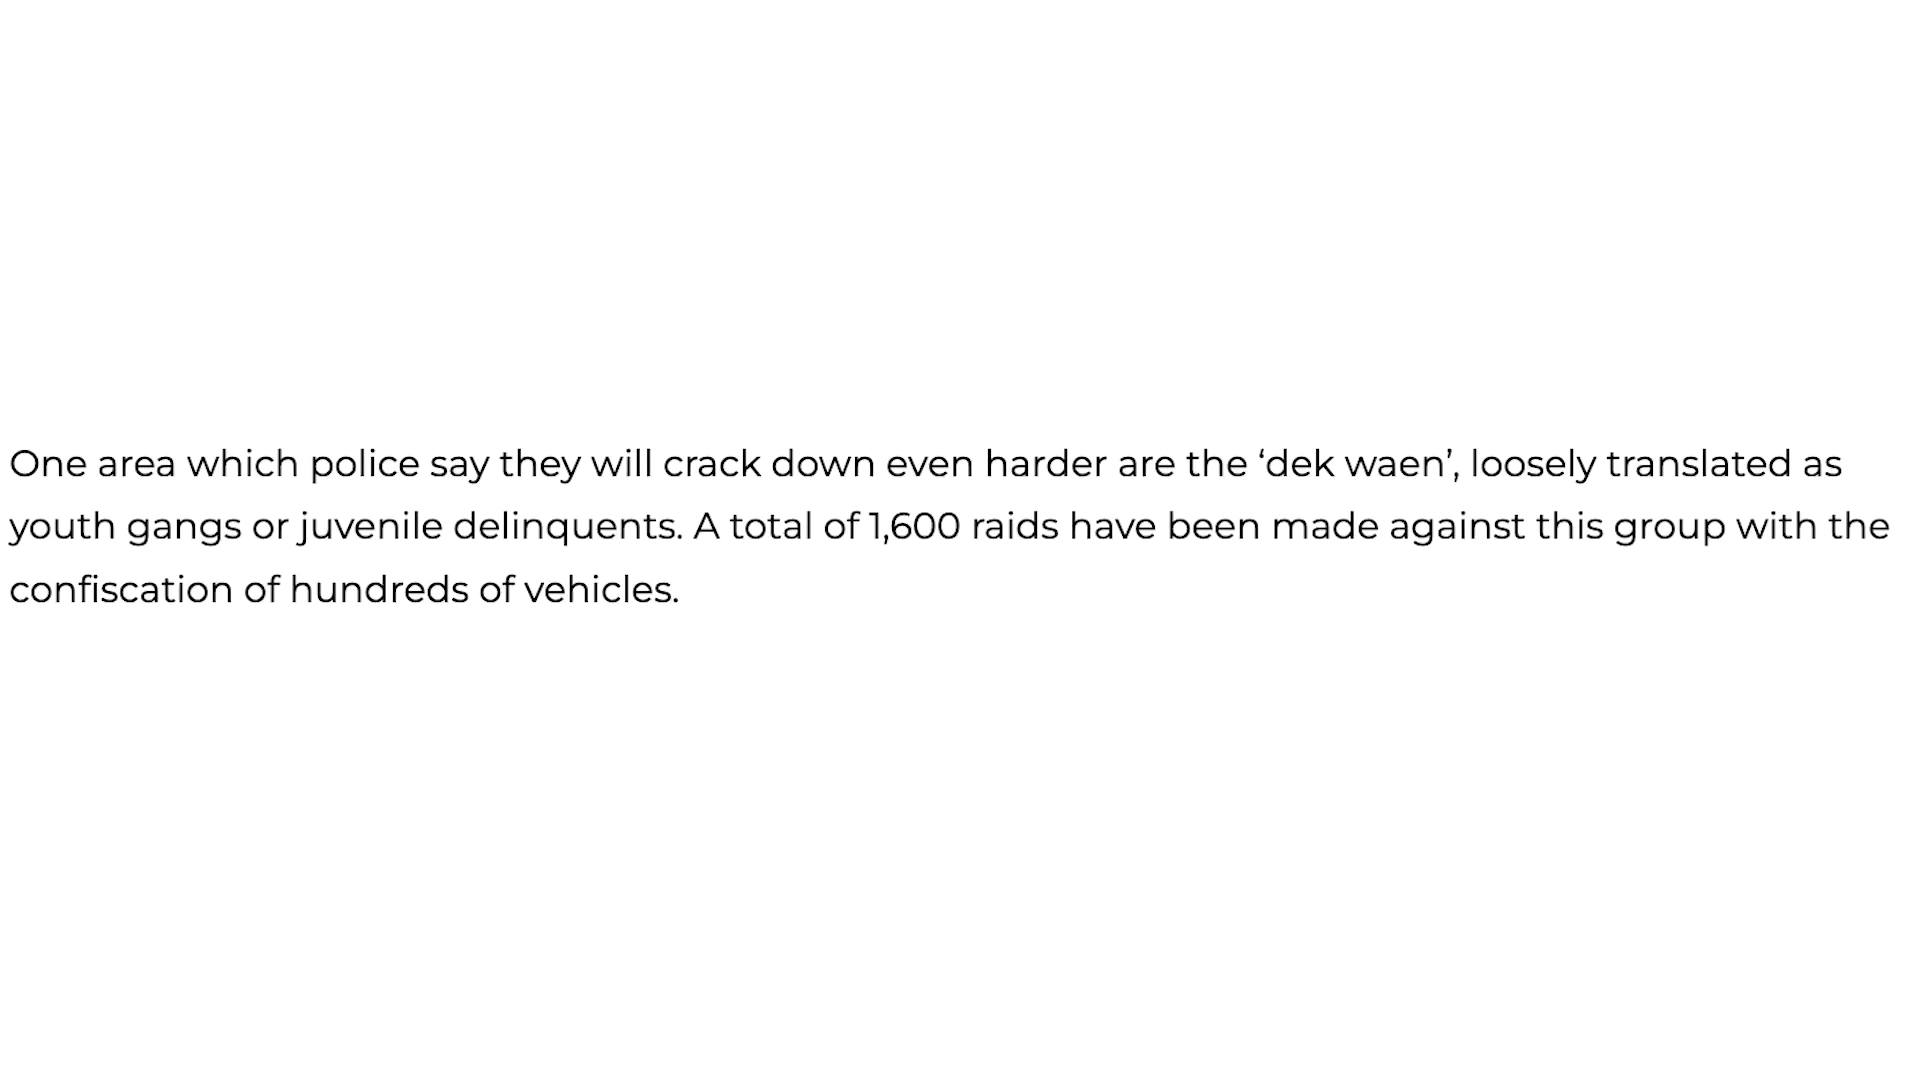 One area which police say they will crack down even harder are the ‘dek waen’, loosely translated as
youth gangs or juvenile delinquents. A total of 1,600 raids have been made against this group with the
confiscation of hundreds of vehicles.